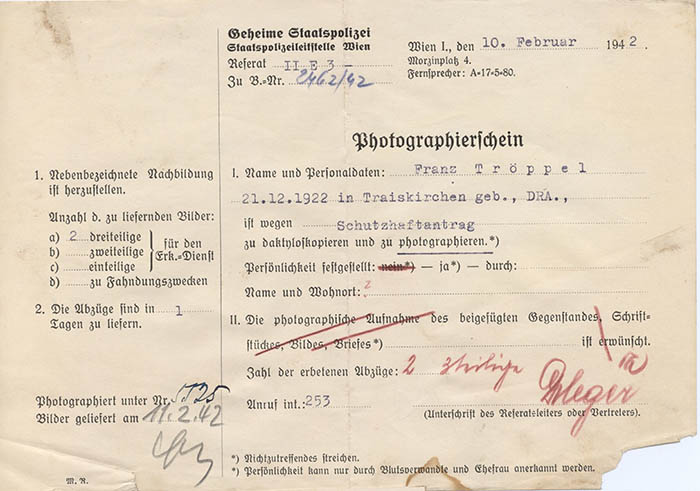 Geheime Staatspolizei
Staatspolizeileitstelle Wien
Referat II E 3 -
Zu B.=Nr. 2462/42
Wien I., den 10. Februar 1942.
Morzinplatz 4.
Fernsprecher: A=17=5=80.
Photographierschein
1. Nebenbezeichnete Nachbildung
ist herzustellen.
Anzahl d. zu liefernden Bilder:
a) 2 dreiteilige
b) zweiteilige
c) einteilige
für den
Erk.=Dienst
d) zu Fahndungszwecken
2. Die Abzüge sind in 1
Tagen zu liefern.
Photographiert unter Nr.
Bilder geliefert am 11.2.42
M. R.
I. Name und Personaldaten: Franz Tröppel
21.12.1922 in Traiskirchen geb., DRA.,
ist wegen Schutzhaftantrag
zu daktyloskopieren und zu photographieren.*)
Persönlichkeit festgestellt: nein*) — ja*) — durch:
Name und Wohnort: ?
II. Die photographische Aufnahme des beigefügten Gegenstandes, Schrift=
stückes, Bildes, Briefes*) ist erwünscht.
Zahl der erbetenen Abzüge: 2 3teilige
Anruf int.: 253
(Unterschrift des Referatsleiters oder Vertreters).
*) Nichtzutreffendes streichen.
*) Persönlichkeit kann nur durch Blutsverwandte und Ehefrau anerkannt werden.